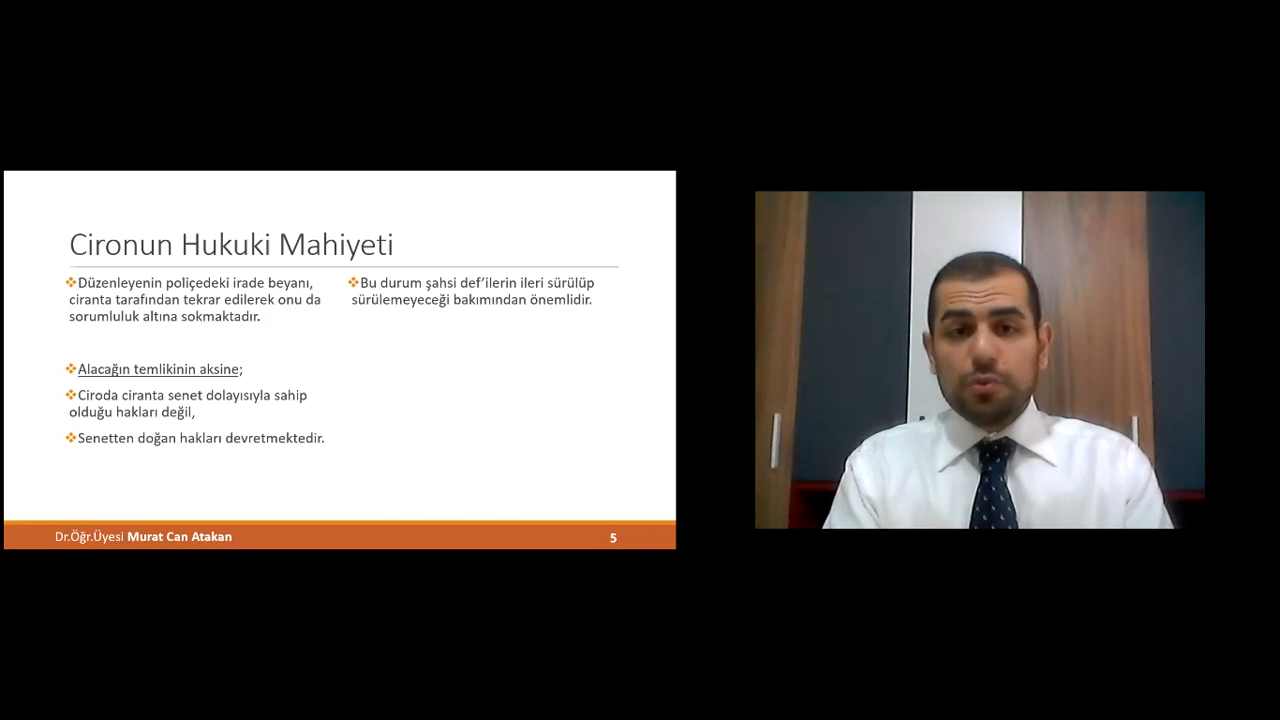 Cironun Hukuki Mahiyeti
❖Düzenleyenin poliçedeki irade beyanı,
ciranta tarafından tekrar edilerek onu da
sorumluluk altına sokmaktadır.
❖Alacağın temlikinin aksine;
❖Ciroda ciranta senet dolayısıyla sahip
olduğu hakları değil,
❖Senetten doğan hakları devretmektedir.
❖Bu durum şahsi def’ilerin ileri sürülüp
sürülemeyeceği bakımından önemlidir.
Dr.Öğr.Üyesi Murat Can Atakan
5